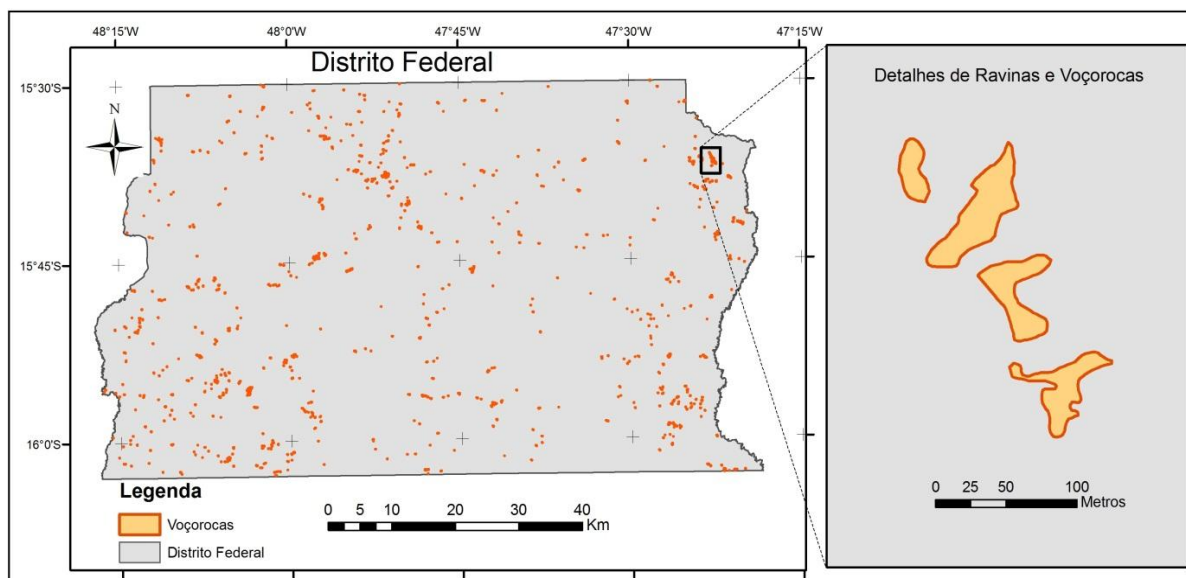 48°15'W 48°0'W 47°45'W 47°30'W 47°15'W
Distrito Federal
Detalhes de Ravinas e Voçorocas
15°30'S
N
15°45'S
16°0'S
Legenda
Voçorocas
Distrito Federal
0 5 10 20 30 40
Km
0 25 50 100
Metros